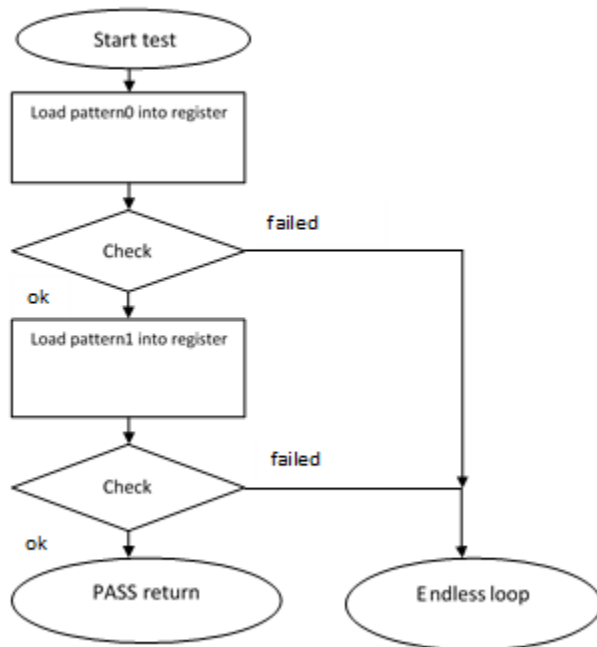 Start test
Load pattern0 into register
Check
failed
ok
Load pattern1 into register
Check
failed
ok
PASS return
Endless loop